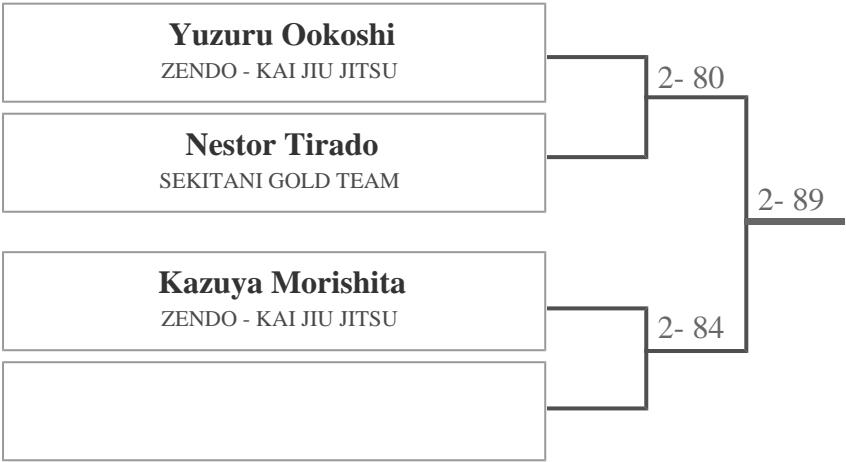 Yuzuru Ookoshi
ZENDO - KAI JIU JITSU
2- 80
Nestor Tirado
SEKITANI GOLD TEAM
2- 89
Kazuya Morishita
ZENDO - KAI JIU JITSU
2- 84